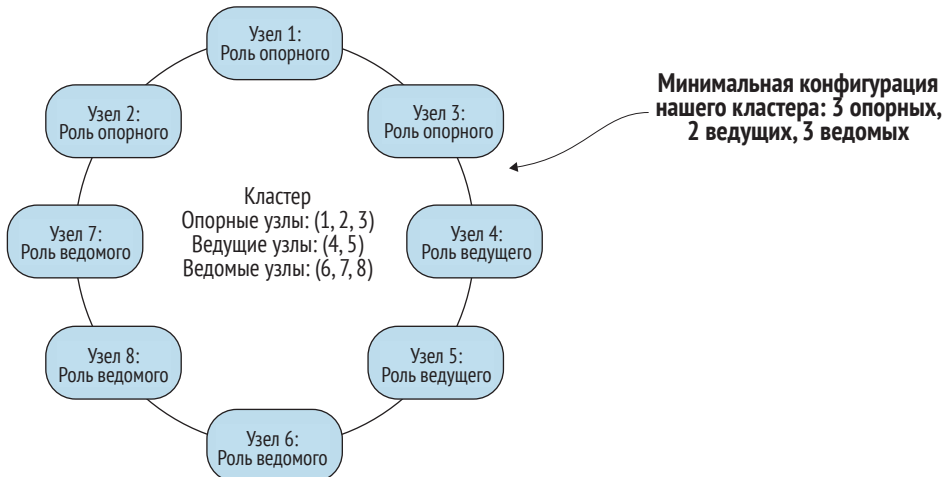 Узел 1:
Роль опорного
Узел 2:
Роль опорного
Узел 3:
Роль опорного
Минимальная конфигурация
нашего кластера: 3 опорных,
2 ведущих, 3 ведомых
Кластер
Опорные узлы: (1, 2, 3)
Ведущие узлы: (4, 5)
Ведомые узлы: (6, 7, 8)
Узел 7:
Роль ведомого
Узел 4:
Роль ведущего
Узел 8:
Роль ведомого
Узел 5:
Роль ведущего
Узел 6:
Роль ведомого